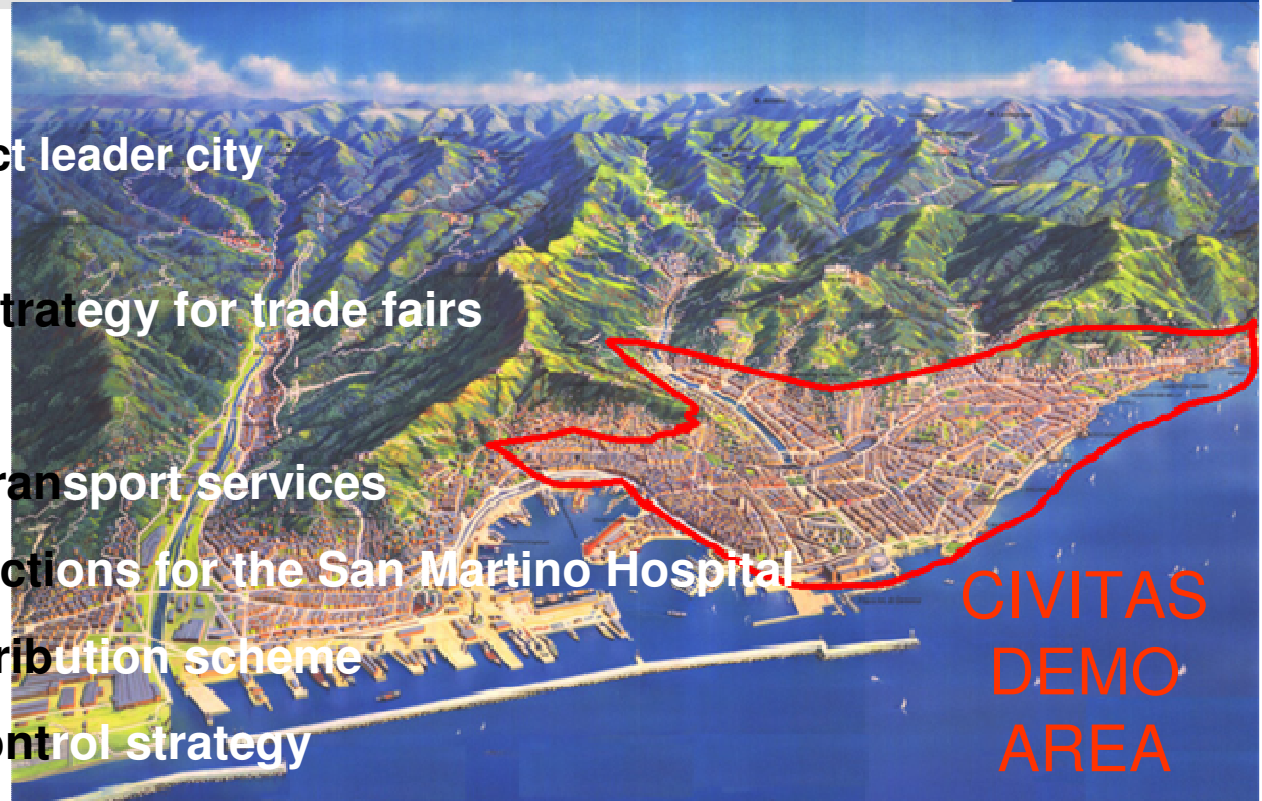 ct leader city
trategy for trade fairs
ransport services
ctions for the San Martino Hospital
ribution scheme
ontrol strategy
CIVITAS
DEMO
AREA